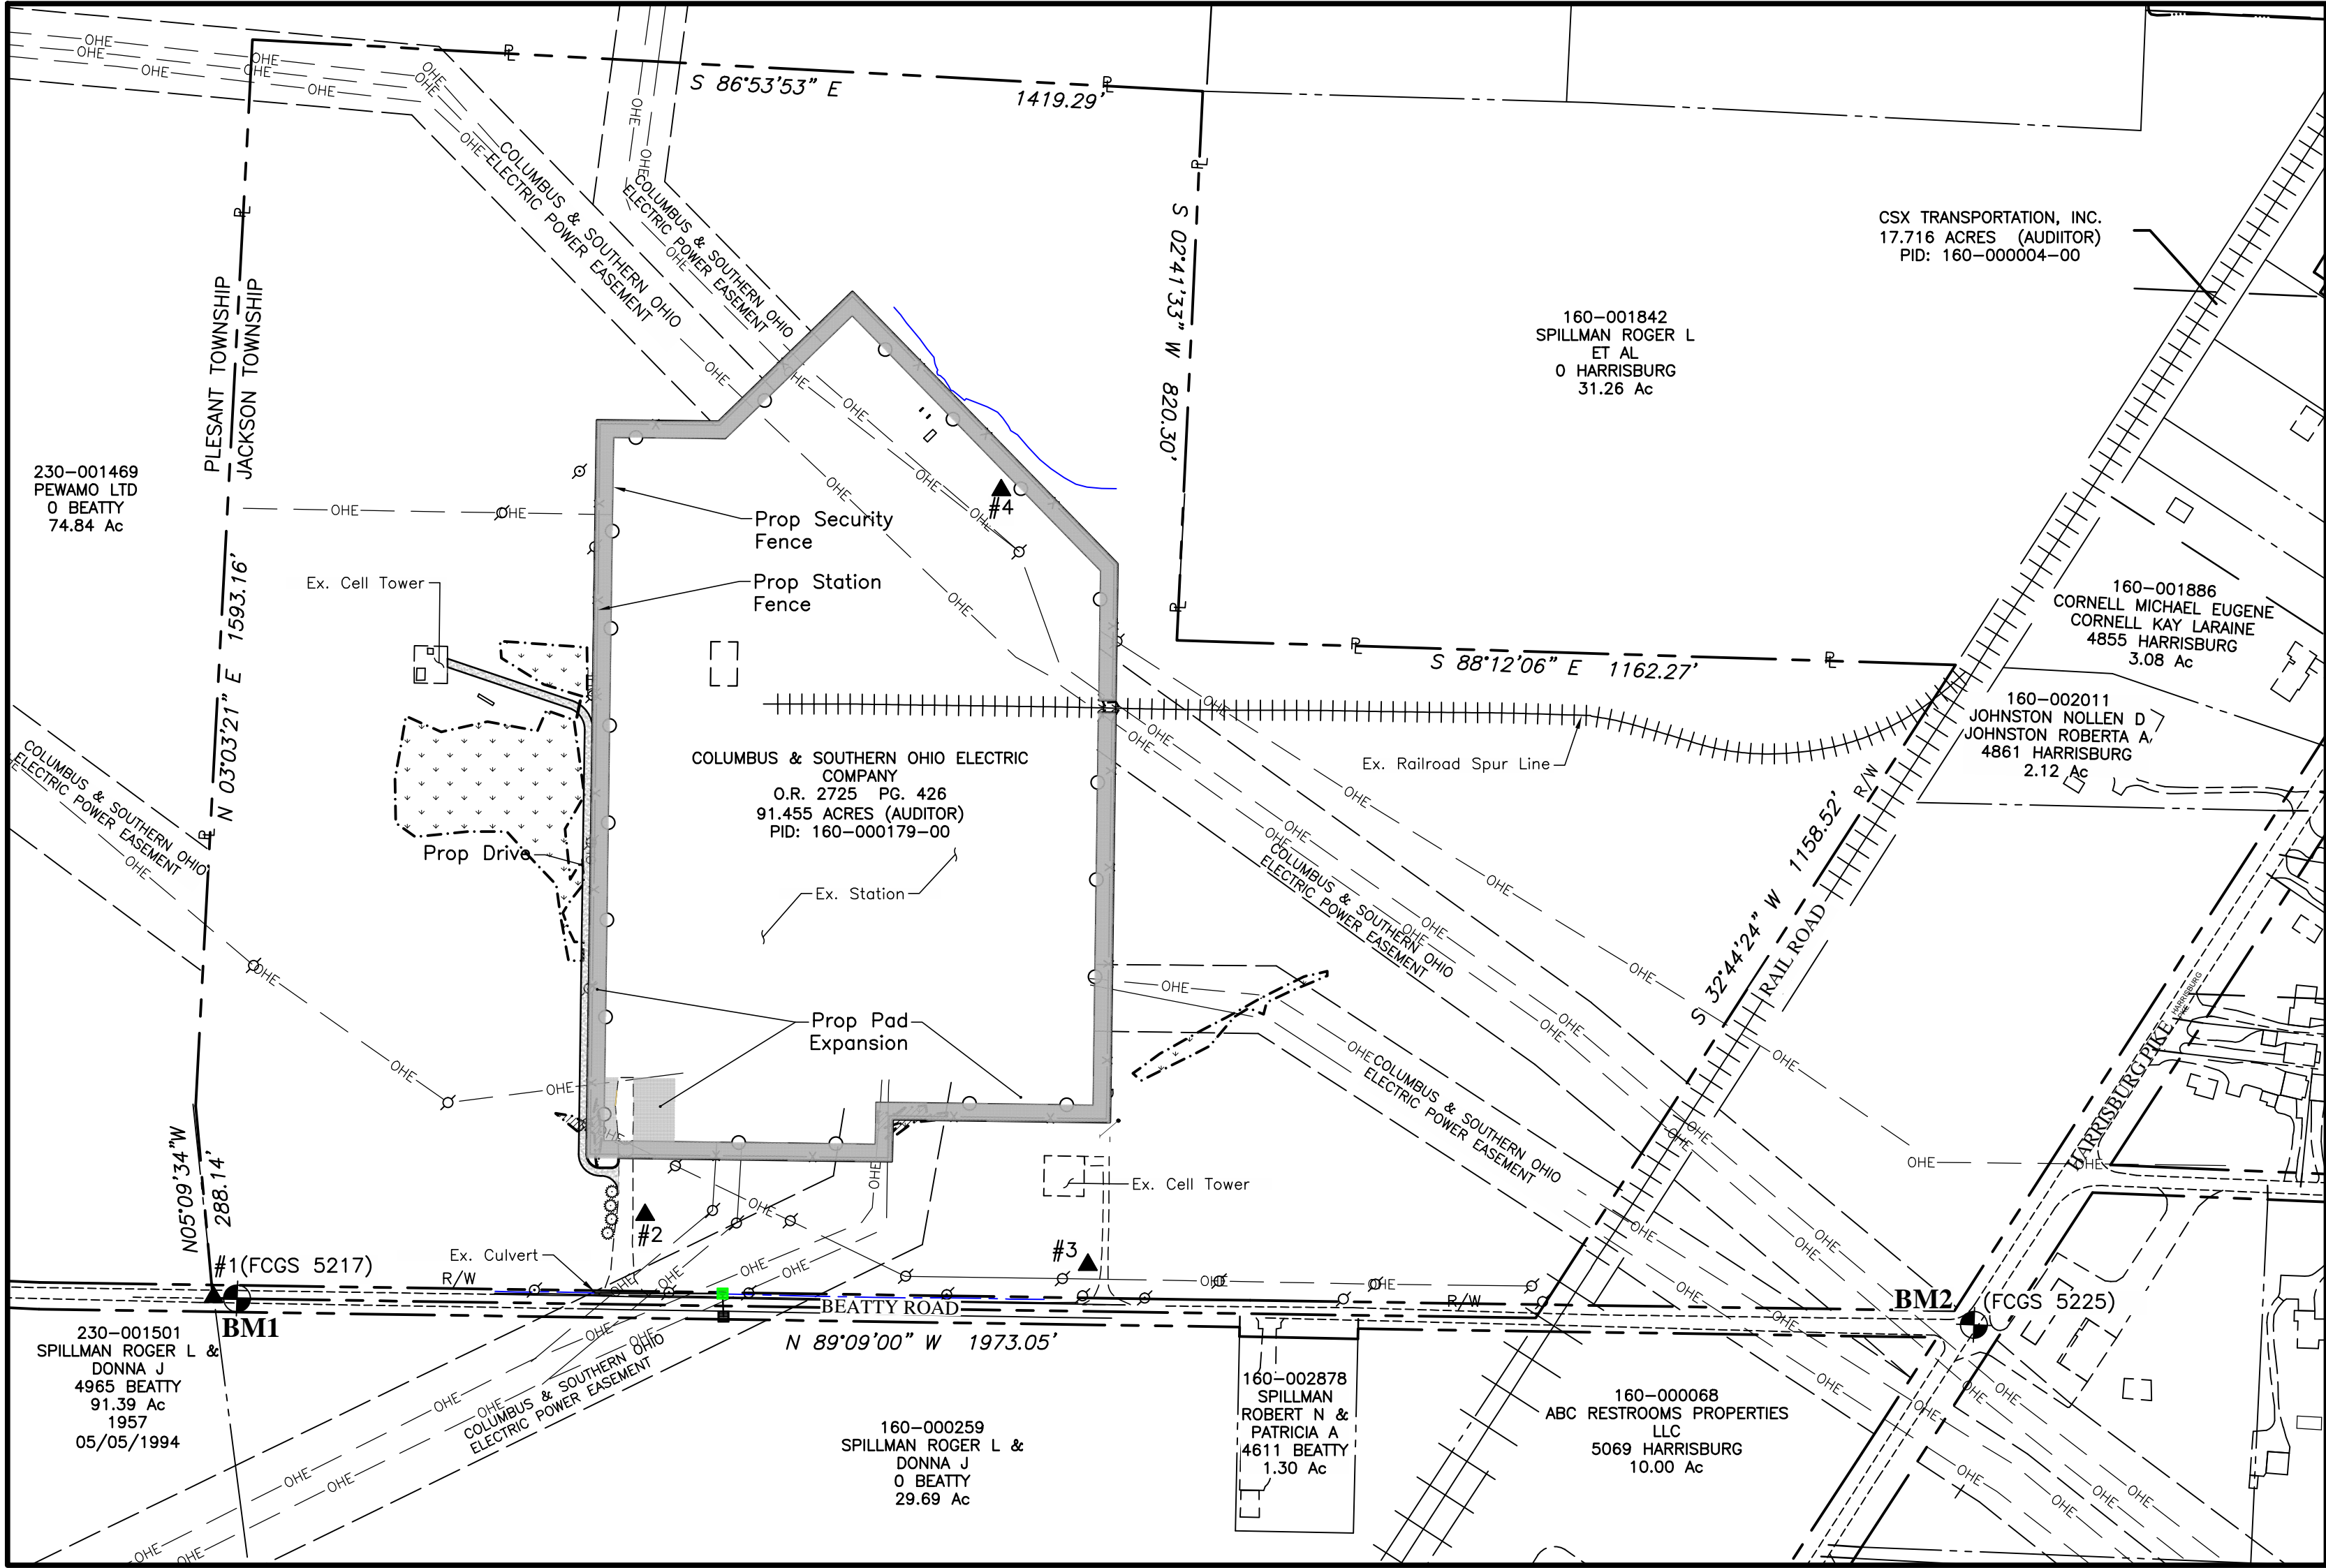 S 86°53'53" E
1419.29'
COLUMBUS & SOUTHERN OHIO
ELECTRIC POWER EASEMENT
COLUMBUS & SOUTHERN OHIO
ELECTRIC POWER EASEMENT
S 02°41'33" W 820.30'
CSX TRANSPORTATION, INC.
17.716 ACRES (AUDIITOR)
PID: 160-000004-00
160-001842
SPILLMAN ROGER L
ET AL
0 HARRISBURG
31.26 Ac
PLESANT TOWNSHIP
JACKSON TOWNSHIP
230-001469
PEWAMO LTD
0 BEATTY
74.84 Ac
N 03°03'21" E 1593.16'
Prop Security
Fence
#4
Prop Station
Fence
Ex. Cell Tower
160-001886
CORNELL MICHAEL EUGENE
CORNELL KAY LARAINE
4855 HARRISBURG
3.08 Ac
S 88°12'06" E 1162.27'
160-002011
JOHNSTON NOLLEN D
JOHNSTON ROBERTA A
4861 HARRISBURG
2.12 Ac
COLUMBUS & SOUTHERN OHIO ELECTRIC
COMPANY
O.R. 2725 PG. 426
91.455 ACRES (AUDITOR)
PID: 160-000179-00
Ex. Railroad Spur Line
COLUMBUS & SOUTHERN OHIO
ELECTRIC POWER EASEMENT
Prop Drive
Ex. Station
COLUMBUS & SOUTHERN OHIO
ELECTRIC POWER EASEMENT
S 32°44'24" W 1158.52'
R/W
RAIL ROAD
Prop Pad
Expansion
COLUMBUS & SOUTHERN OHIO
ELECTRIC POWER EASEMENT
HARRISBURG PIKE
HARRISBURG
PIKE
N05°09'34"W
288.14'
Ex. Cell Tower
#2
#3
Ex. Culvert
#1(FCGS 5217)
R/W
BM1
BEATTY ROAD
R/W
BM2
(FCGS 5225)
N 89°09'00" W 1973.05'
230-001501
SPILLMAN ROGER L &
DONNA J
4965 BEATTY
91.39 Ac
1957
05/05/1994
COLUMBUS & SOUTHERN OHIO
ELECTRIC POWER EASEMENT
160-000259
SPILLMAN ROGER L &
DONNA J
0 BEATTY
29.69 Ac
160-002878
SPILLMAN
ROBERT N &
PATRICIA A
4611 BEATTY
1.30 Ac
160-000068
ABC RESTROOMS PROPERTIES
LLC
5069 HARRISBURG
10.00 Ac
OHE
OHE
OHE
OHE
OHE
OHE